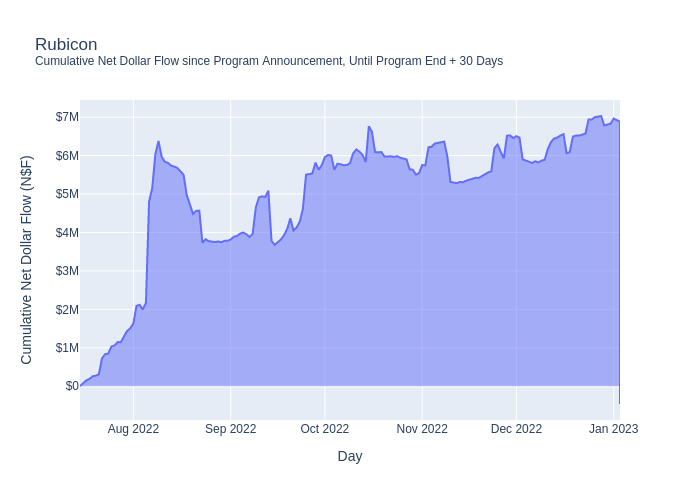 Rubicon
Cumulative Net Dollar Flow since Program Announcement, Until Program End + 30 Days
Cumulative Net Dollar Flow (N$F)
$7M
$6M
$5M
$4M
$3M
$2M
$1M
$0
Aug 2022
Sep 2022
Oct 2022
Nov 2022
Dec 2022
Jan 2023
Day